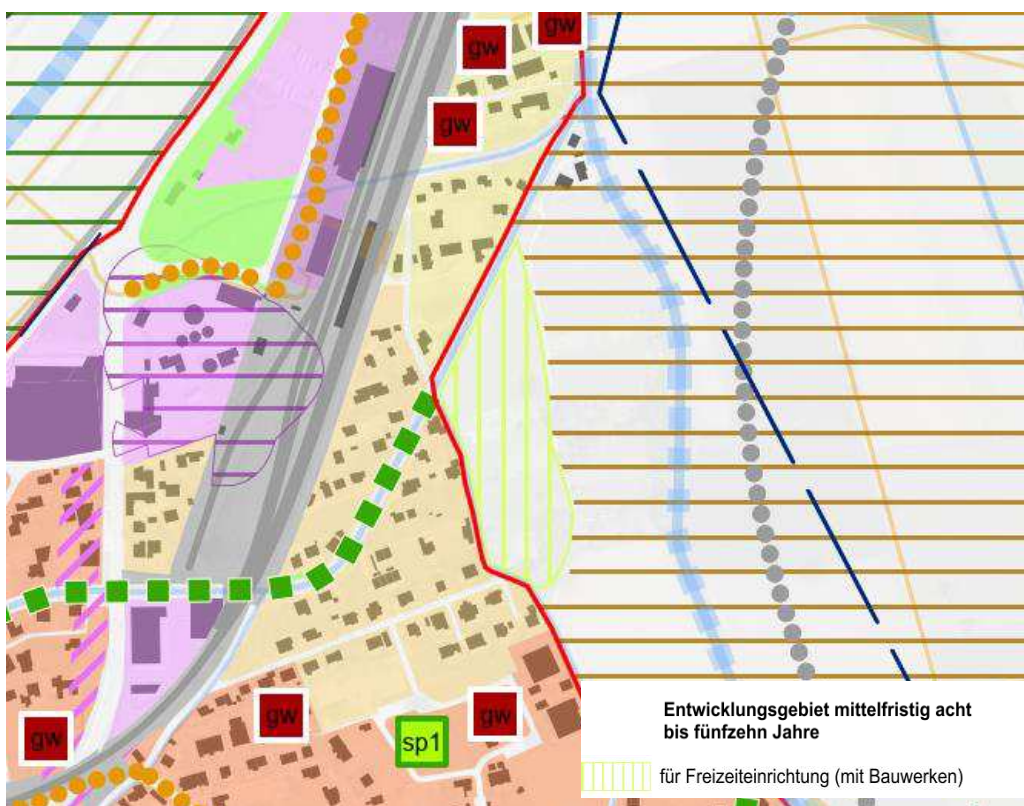 gw
gw
gw
gw
gw
gw
sp1
Entwicklungsgebiet mittelfristig acht
bis fünfzehn Jahre
für Freizeiteinrichtung (mit Bauwerken)